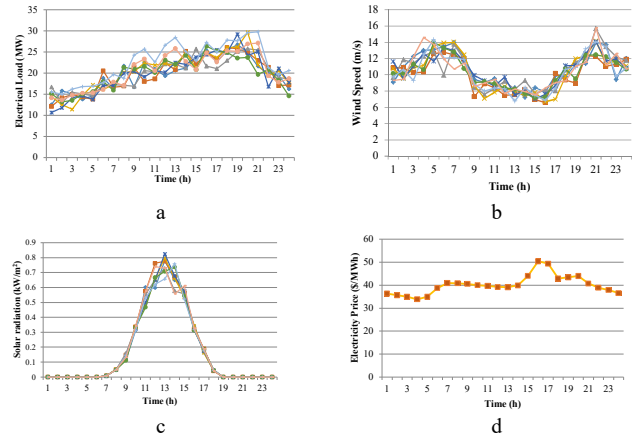 Electrical Load (MW)
35
30
25
20
15
10
5
0
1 3 5 7 9 11 13 15 17 19 21 23
Time (h)
a
Wind Speed (m/s)
18
16
14
12
10
8
6
4
2
0
1 3 5 7 9 11 13 15 17 19 21 23
Time (h)
b
Solar radiation (kW/m²)
0.9
0.8
0.7
0.6
0.5
0.4
0.3
0.2
0.1
0
1 3 5 7 9 11 13 15 17 19 21 23
Time (h)
c
Electricity Price ($/MWh)
60
50
40
30
20
10
0
1 3 5 7 9 11 13 15 17 19 21 23
Time (h)
d